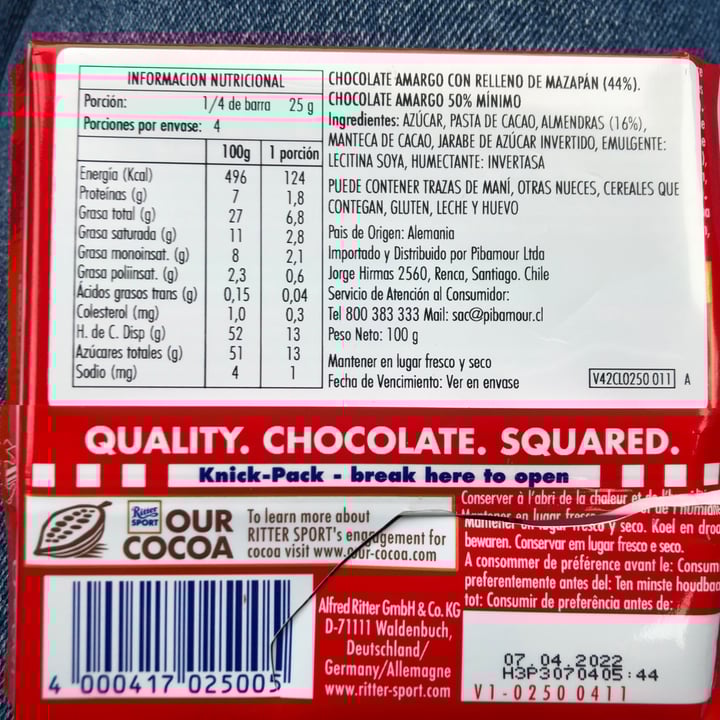 INFORMACION NUTRICIONAL
Porción: 1/4 de barra 25 g
Porciones por envase: 4
100g 1 porción
Energía (Kcal) 496 124
Proteínas (g) 7 1,8
Grasa total (g) 27 6,8
Grasa saturada (g) 11 2,8
Grasa monoinsat. (g) 8 2,1
Grasa poliinsat. (g) 2,3 0,6
Ácidos grasos trans (g) 0,15 0,04
Colesterol (mg) 1,0 0,3
H. de C. Disp (g) 52 13
Azúcares totales (g) 51 13
Sodio (mg) 4 1
CHOCOLATE AMARGO CON RELLENO DE MAZAPÁN (44%).
CHOCOLATE AMARGO 50% MÍNIMO
Ingredientes: AZÚCAR, PASTA DE CACAO, ALMENDRAS (16%),
MANTECA DE CACAO, JARABE DE AZÚCAR INVERTIDO, EMULGENTE:
LECITINA SOYA, HUMECTANTE: INVERTASA
PUEDE CONTENER TRAZAS DE MANÍ, OTRAS NUECES, CEREALES QUE
CONTEGAN, GLUTEN, LECHE Y HUEVO
Pais de Origen: Alemania
Importado y Distribuido por Pibamour Ltda
Jorge Hirmas 2560, Renca, Santiago. Chile
Servicio de Atención al Consumidor:
Tel 800 383 333 Mail: sac@pibamour.cl
Peso Neto: 100 g
Mantener en lugar fresco y seco
Fecha de Vencimiento: Ver en envase
V42CL0250 011 A
QUALITY. CHOCOLATE. SQUARED.
Knick-Pack - break here to open
Ritter SPORT
OUR COCOA
To learn more about
RITTER SPORT's engagement for
cocoa visit www.our-cocoa.com
Conserver à l'abri de la chaleur et de l'humidité
Mantener en lugar fresco y seco. Koel en droo
bewaren. Conservar em lugar fresco e seco.
A consommer de préférence avant le: Consum
preferentemente antes del: Ten minste houdbaa
tot: Consumir de preferência antes de:
Alfred Ritter GmbH & Co. KG
D-71111 Waldenbuch,
Deutschland/
Germany/Allemagne
www.ritter-sport.com
4 000417 025005
07.04.2022
H3P3070405:44
V1-0250 0411